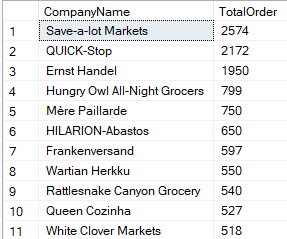 CompanyName TotalOrder
1 Save-a-lot Markets 2574
2 QUICK-Stop 2172
3 Ernst Handel 1950
4 Hungry Owl All-Night Grocers 799
5 Mère Paillarde 750
6 HILARION-Abastos 650
7 Frankenversand 597
8 Wartian Herkku 550
9 Rattlesnake Canyon Grocery 540
10 Queen Cozinha 527
11 White Clover Markets 518